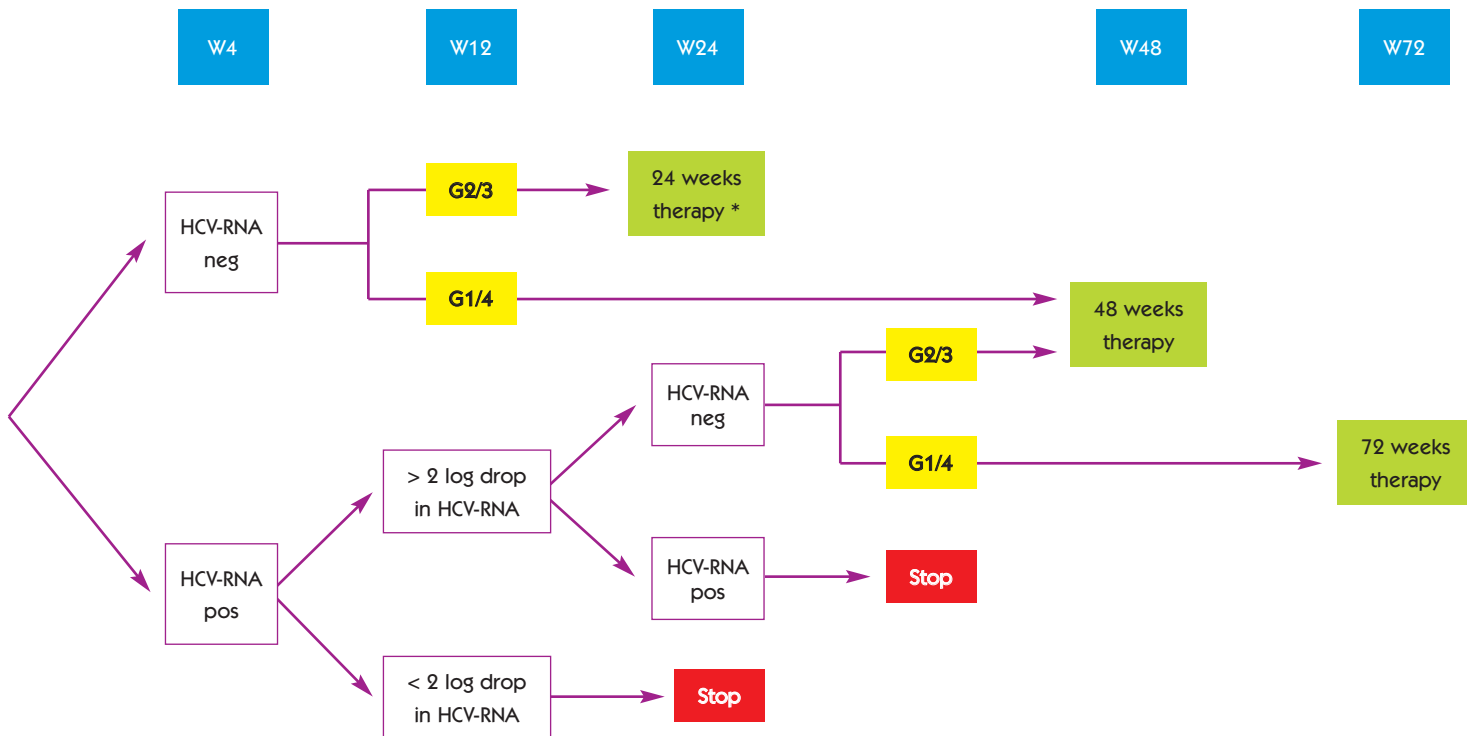 W4
W12
W24
W48
W72
24 weeks
therapy *
G2/3
HCV-RNA
neg
G1/4
48 weeks
therapy
G2/3
HCV-RNA
neg
G1/4
72 weeks
therapy
> 2 log drop
in HCV-RNA
HCV-RNA
pos
HCV-RNA
pos
Stop
< 2 log drop
in HCV-RNA
Stop